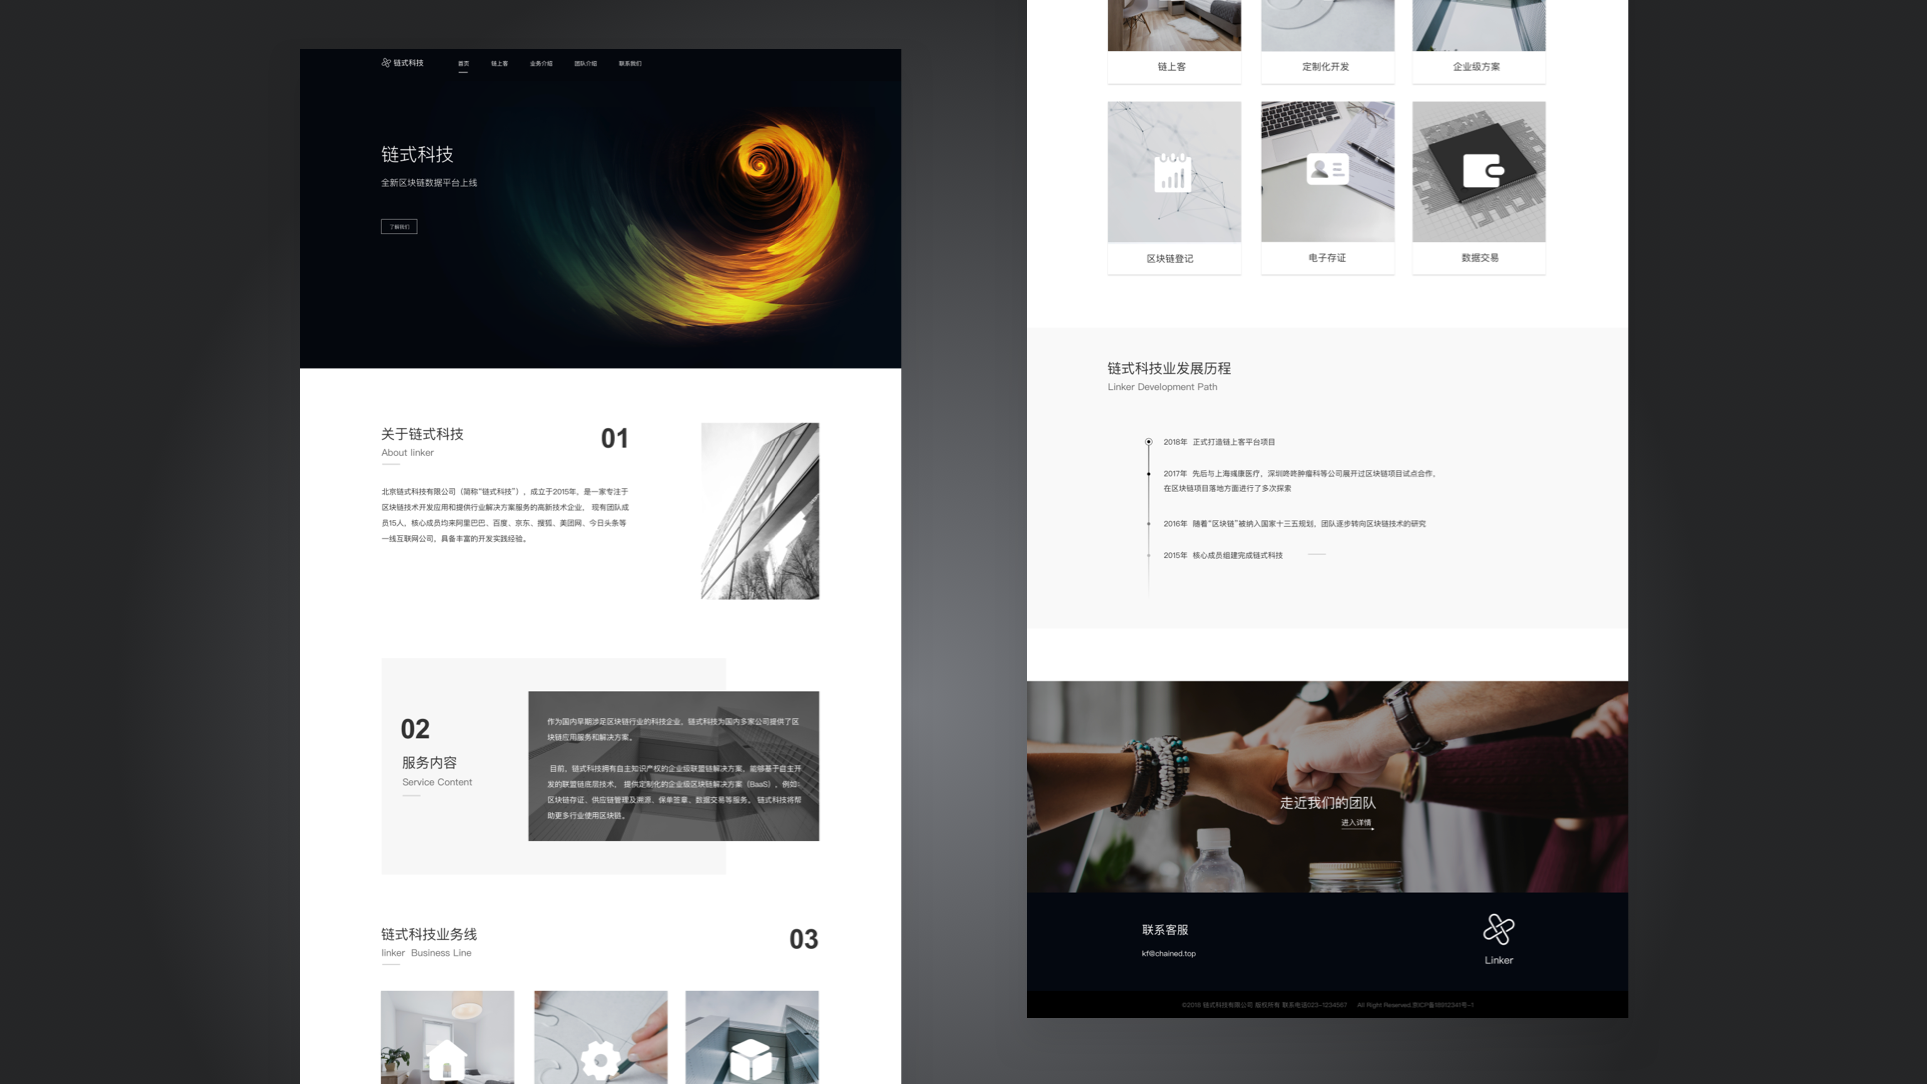 链式科技
首页 链上客 业务介绍 团队介绍 联系我们
链式科技
全新区块链数据平台上线
了解我们
关于链式科技
About linker
01
北京链式科技有限公司（简称“链式科技”），成立于2015年，是一家专注于
区块链技术开发应用和提供行业解决方案服务的高新技术企业， 现有团队成
员15人，核心成员均来阿里巴巴、百度、京东、搜狐、美团网、今日头条等
一线互联网公司，具备丰富的开发实践经验。
02
服务内容
Service Content
作为国内早期涉足区块链行业的科技企业，链式科技为国内多家公司提供了区
块链应用服务和解决方案。
目前，链式科技拥有自主知识产权的企业级联盟链解决方案，能够基于自主开
发的联盟链底层技术， 提供定制化的企业级区块链解决方案（BaaS），例如：
区块链存证、供应链管理及溯源、保单签章、数据交易等服务。 链式科技将帮
助更多行业使用区块链。
链式科技业务线
linker Business Line
03
链上客
定制化开发
企业级方案
区块链登记
电子存证
数据交易
链式科技业发展历程
Linker Development Path
2018年 正式打造链上客平台项目
2017年 先后与上海臻康医疗，深圳咚咚肿瘤科等公司展开过区块链项目试点合作，
在区块链项目落地方面进行了多次探索
2016年 随着“区块链”被纳入国家十三五规划，团队逐步转向区块链技术的研究
2015年 核心成员组建完成链式科技
走近我们的团队
进入详情
联系客服
kf@chained.top
Linker
©2018 链式科技有限公司 版权所有 联系电话023-1234567 All Right Reserved.京ICP备16912341号-1